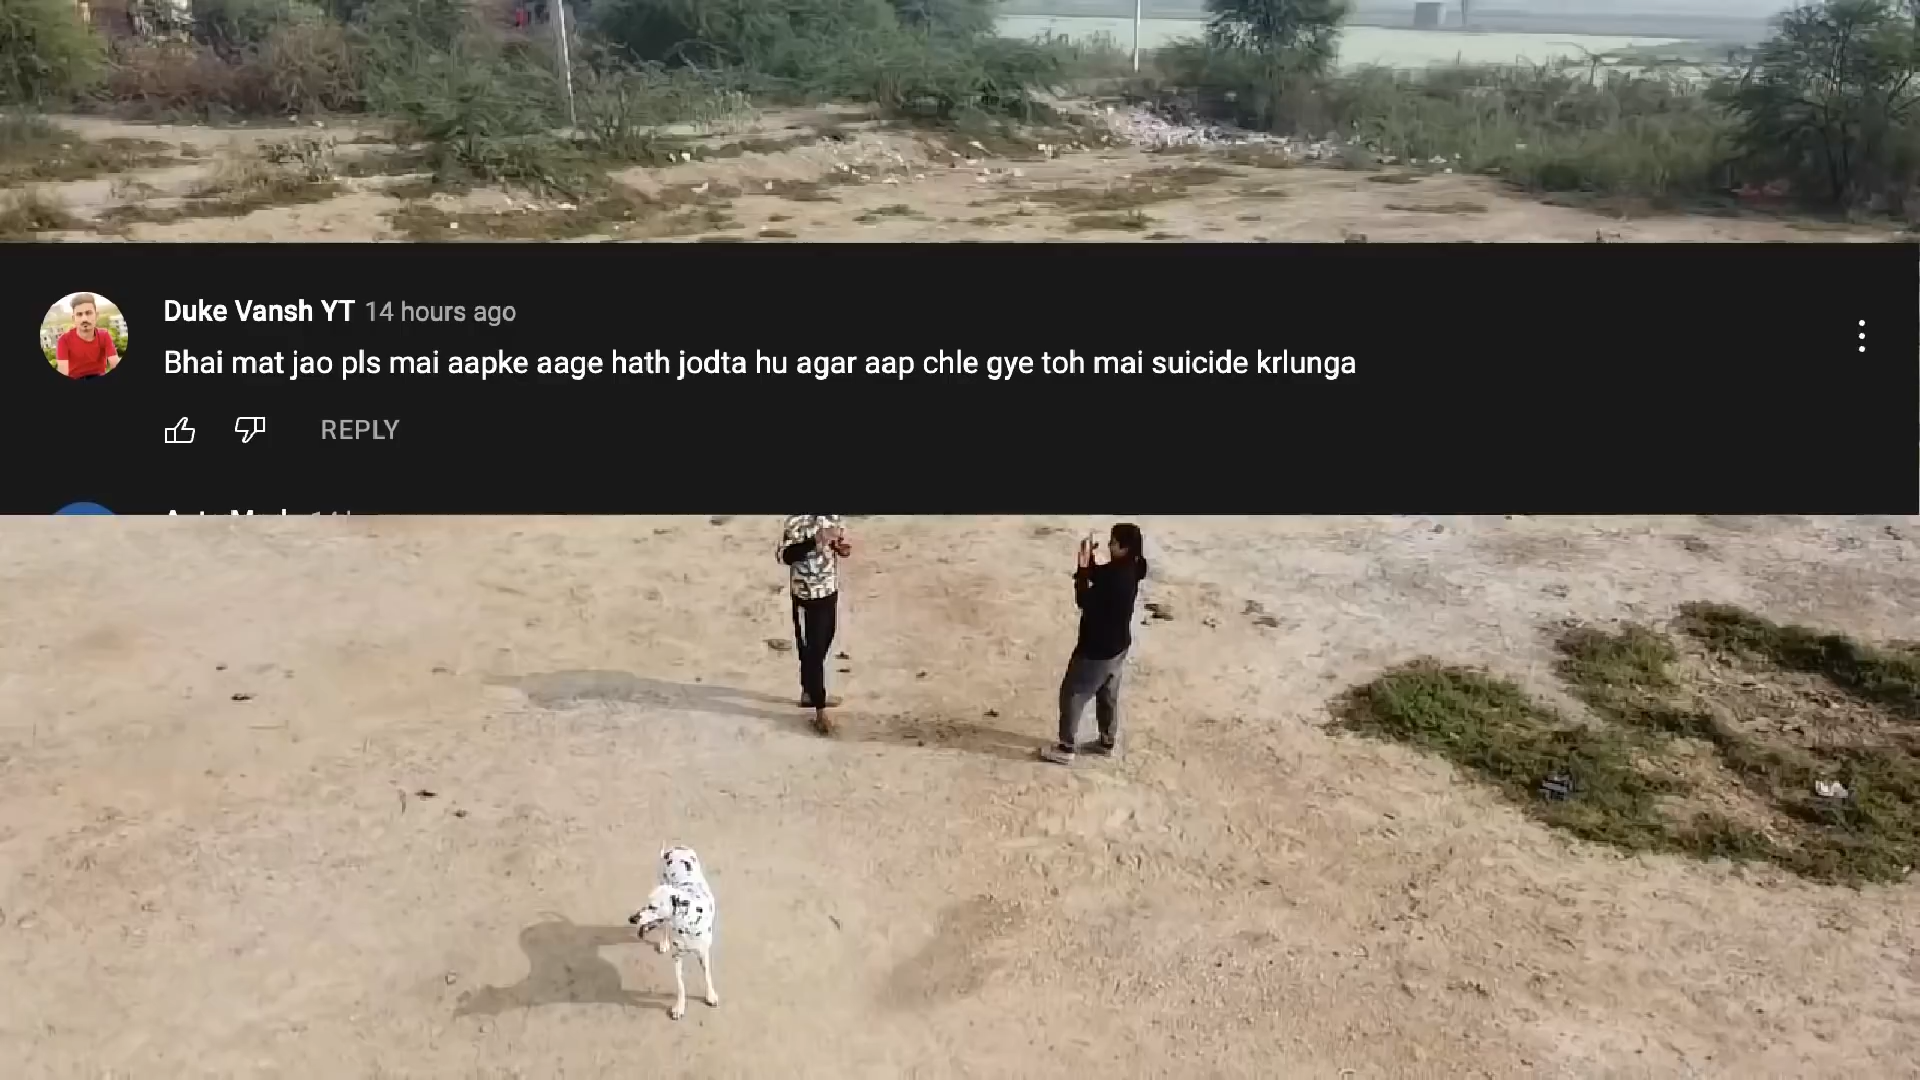 Duke Vansh YT 14 hours ago
Bhai mat jao pls mai aapke aage hath jodta hu agar aap chle gye toh mai suicide krlunga
REPLY